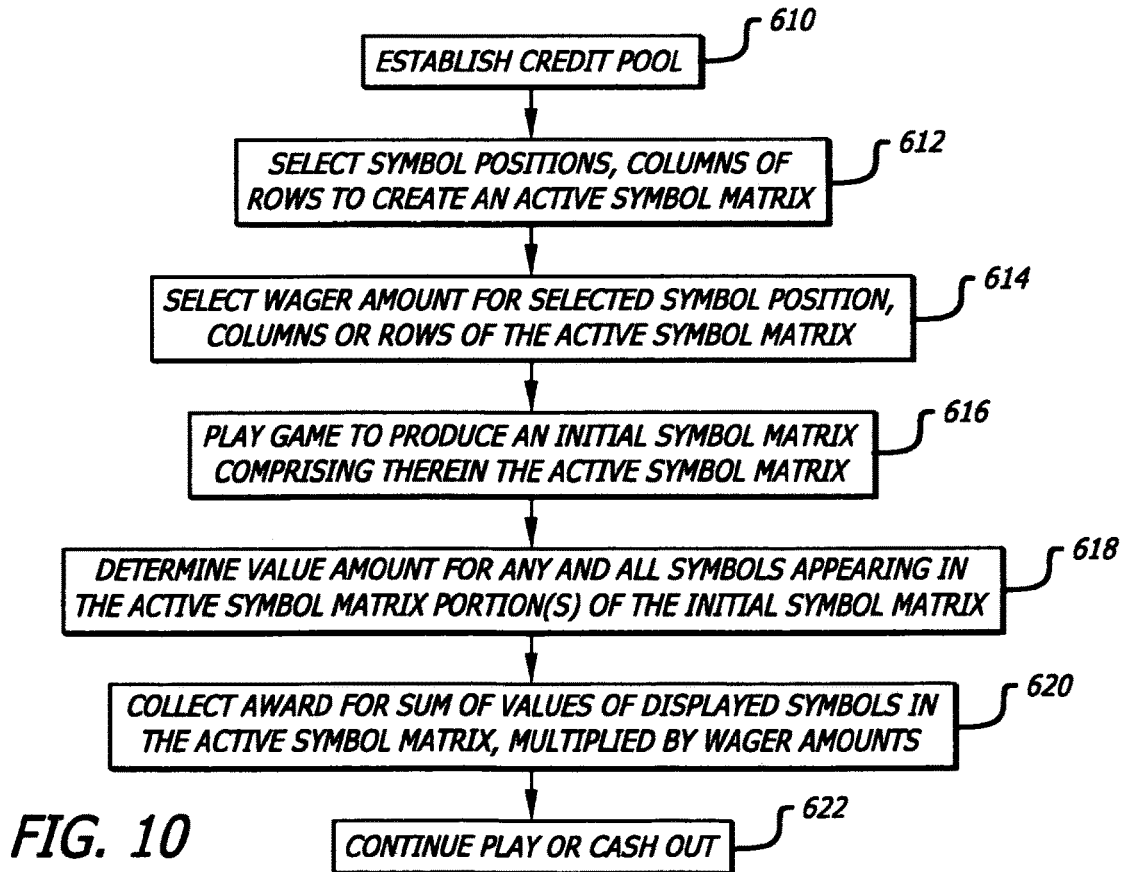 610
ESTABLISH CREDIT POOL
612
SELECT SYMBOL POSITIONS, COLUMNS OF
ROWS TO CREATE AN ACTIVE SYMBOL MATRIX
614
SELECT WAGER AMOUNT FOR SELECTED SYMBOL POSITION,
COLUMNS OR ROWS OF THE ACTIVE SYMBOL MATRIX
616
PLAY GAME TO PRODUCE AN INITIAL SYMBOL MATRIX
COMPRISING THEREIN THE ACTIVE SYMBOL MATRIX
618
DETERMINE VALUE AMOUNT FOR ANY AND ALL SYMBOLS APPEARING IN
THE ACTIVE SYMBOL MATRIX PORTION(S) OF THE INITIAL SYMBOL MATRIX
620
COLLECT AWARD FOR SUM OF VALUES OF DISPLAYED SYMBOLS IN
THE ACTIVE SYMBOL MATRIX, MULTIPLIED BY WAGER AMOUNTS
622
CONTINUE PLAY OR CASH OUT
FIG. 10